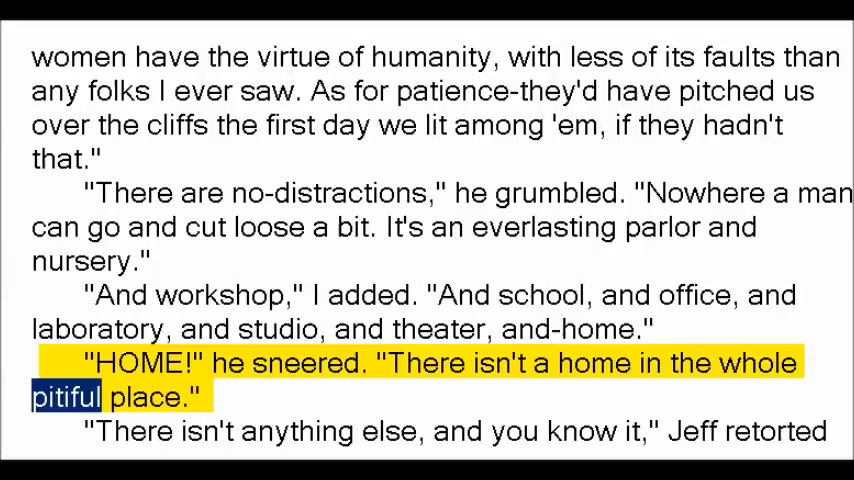 women have the virtue of humanity, with less of its faults than
any folks I ever saw. As for patience-they'd have pitched us
over the cliffs the first day we lit among 'em, if they hadn't
that."
"There are no-distractions," he grumbled. "Nowhere a man
can go and cut loose a bit. It's an everlasting parlor and
nursery."
"And workshop," I added. "And school, and office, and
laboratory, and studio, and theater, and-home."
"HOME!" he sneered. "There isn't a home in the whole
pitiful place."
"There isn't anything else, and you know it," Jeff retorted